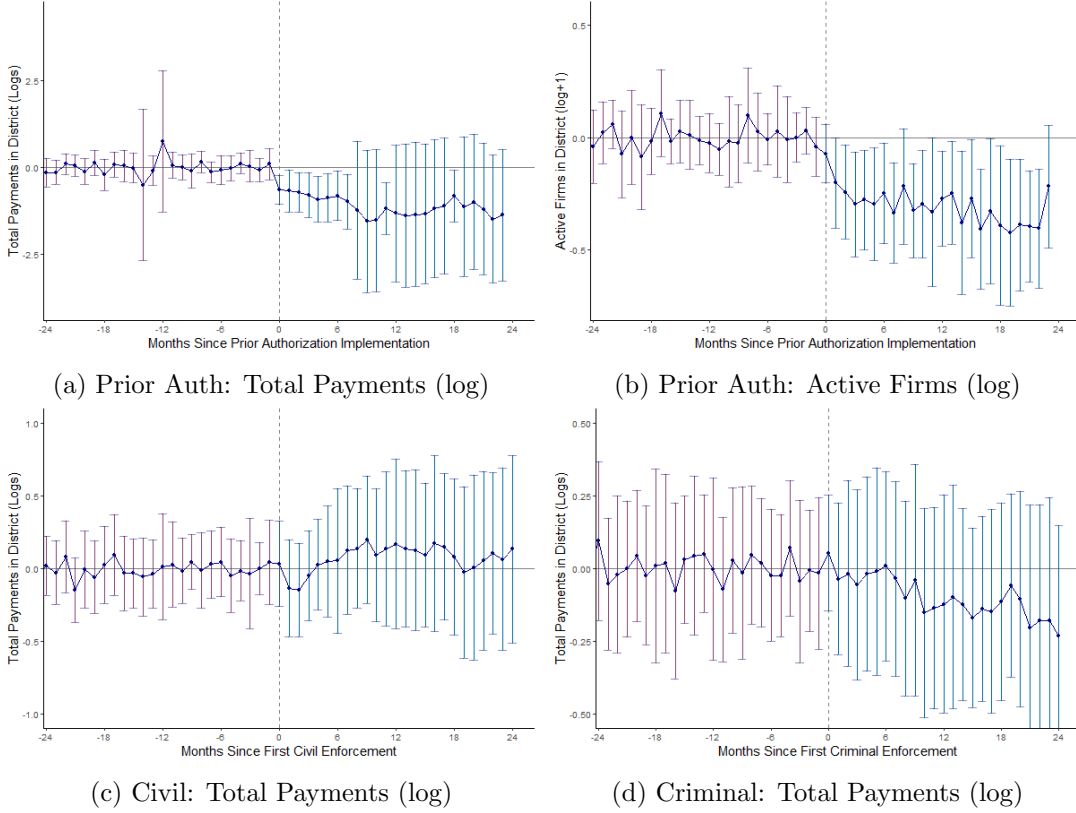 Total Payments in District (Logs)
2.5
0.0
-2.5
-24 -18 -12 -6 0 6 12 18 24
Months Since Prior Authorization Implementation
(a) Prior Auth: Total Payments (log)
Active Firms in District (log+1)
0.5
0.0
-0.5
-24 -18 -12 -6 0 6 12 18 24
Months Since Prior Authorization Implementation
(b) Prior Auth: Active Firms (log)
Total Payments in District (Logs)
1.0
0.5
0.0
-0.5
-1.0
-24 -18 -12 -6 0 6 12 18 24
Months Since First Civil Enforcement
(c) Civil: Total Payments (log)
Total Payments in District (Logs)
0.50
0.25
0.00
-0.25
-0.50
-24 -18 -12 -6 0 6 12 18 24
Months Since First Criminal Enforcement
(d) Criminal: Total Payments (log)